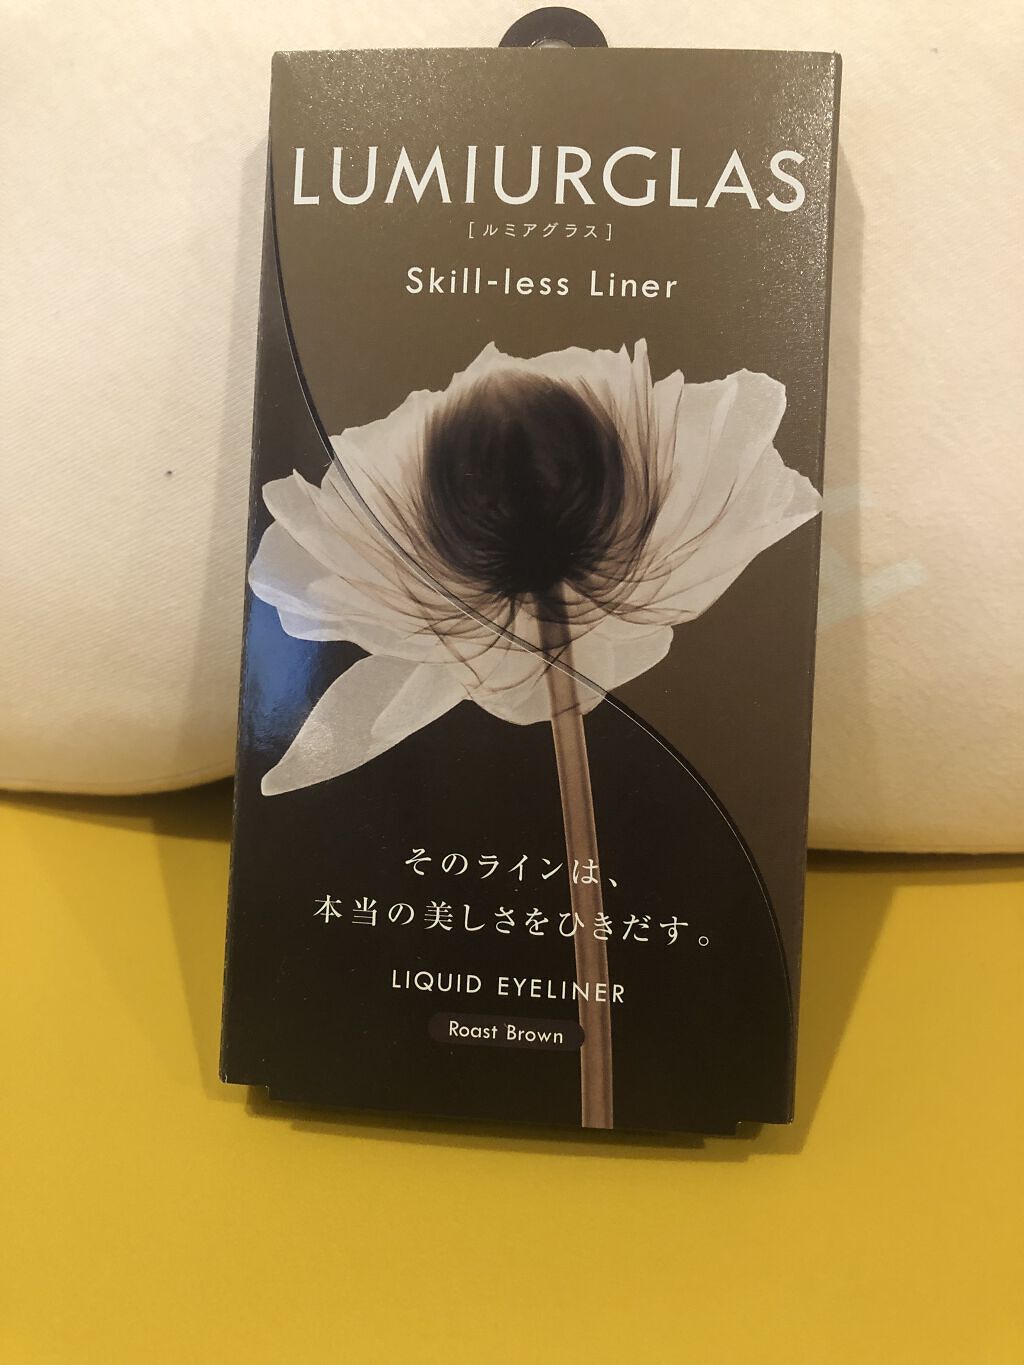 LUMIURGLAS
[ルミアグラス]
Skill-less Liner
そのラインは、
本当の美しさをひきだす。
LIQUID EYELINER
Roast Brown